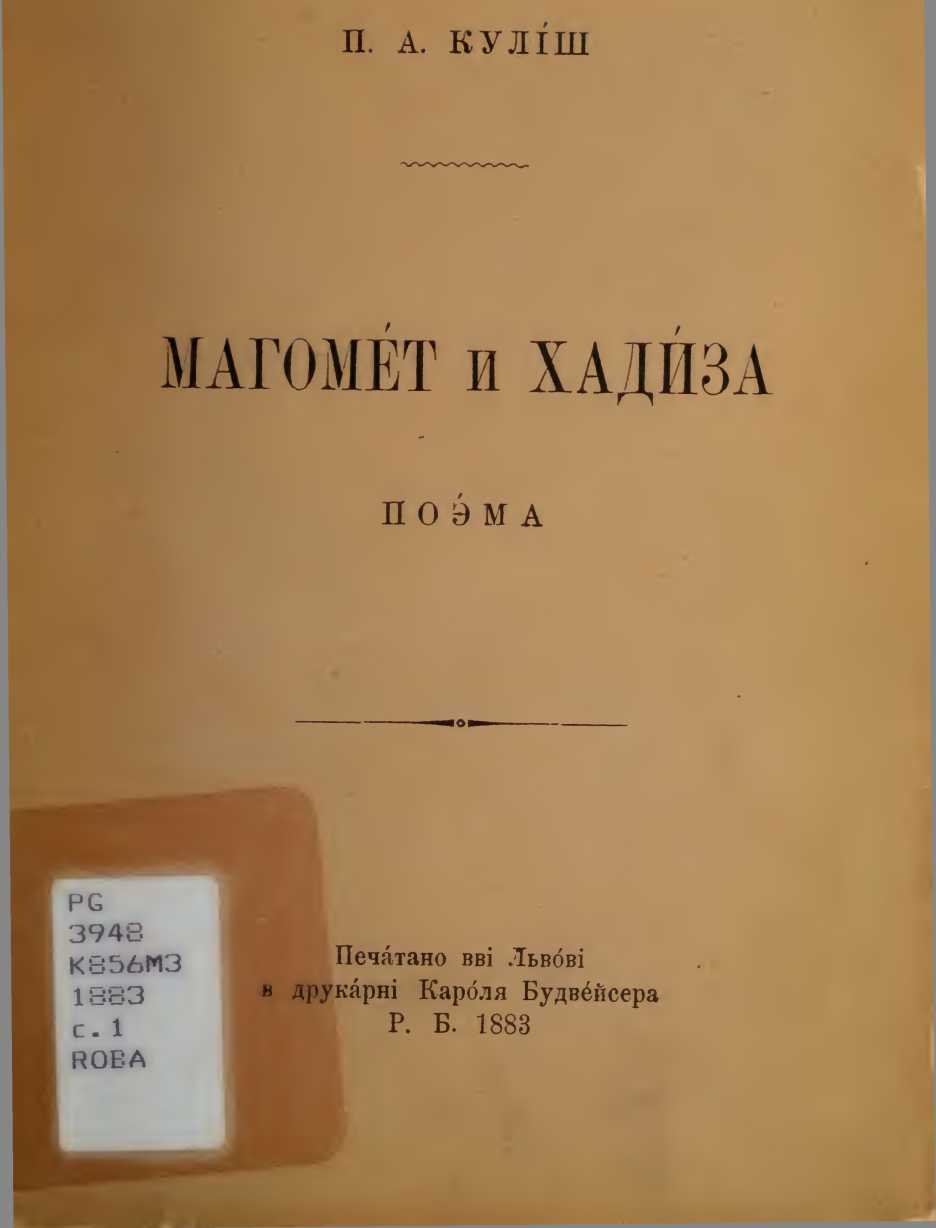 П. А. КУЛІ́Ш
МАГОМЕ́Т и ХАДИ́ЗА
ПОЭ́МА
Печа́тано вві Льво́ві
в друка́рні Каро́ля Будве́йсера
Р. Б. 1883
PG
3948
K856M3
1883
c.1
ROBA